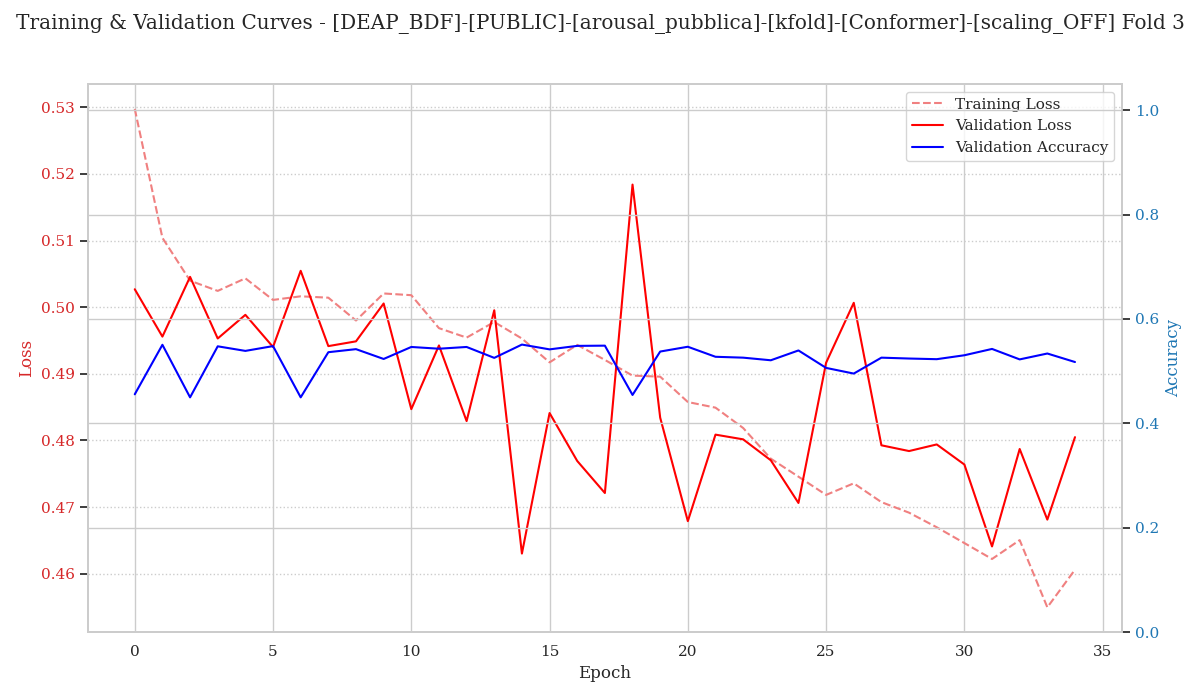 Training & Validation Curves - [DEAP_BDF]-[PUBLIC]-[arousal_pubblica]-[kfold]-[Conformer]-[scaling_OFF] Fold 3
Training Loss
Validation Loss
Validation Accuracy
0.53
0.52
0.51
0.50
0.49
0.48
0.47
0.46
Loss
1.0
0.8
0.6
0.4
0.2
0.0
Accuracy
0 5 10 15 20 25 30 35
Epoch